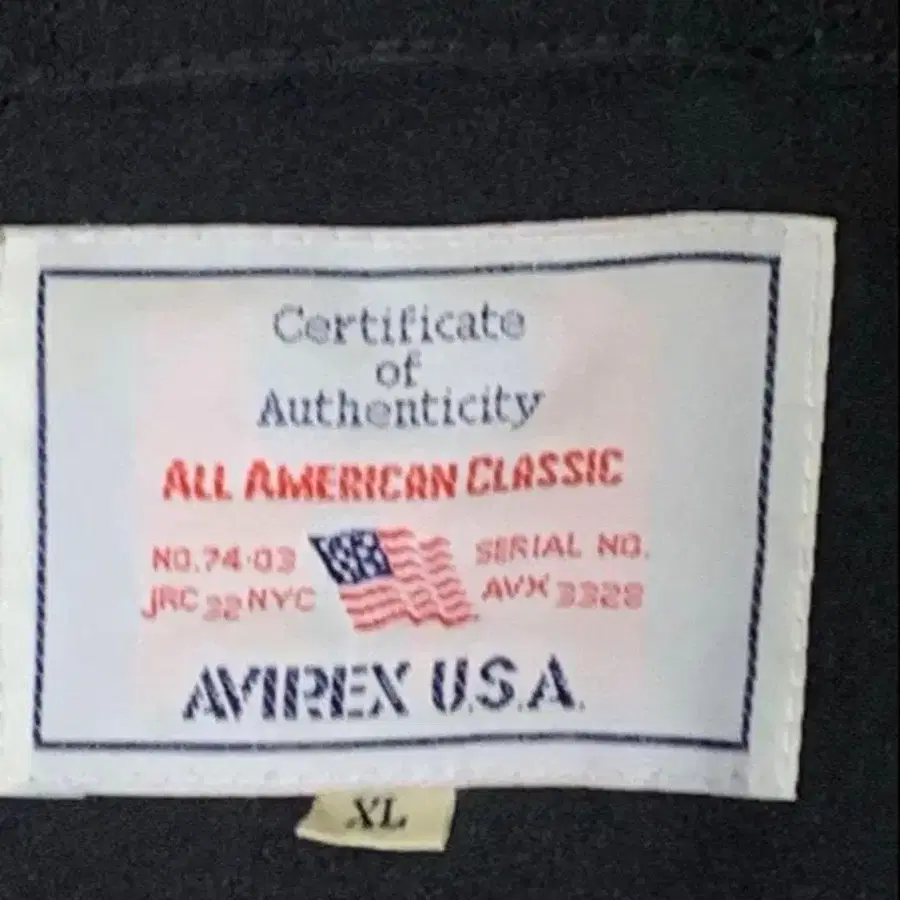 Certificate
of
Authenticity
ALL AMERICAN CLASSIC
NO.74-03
JRC 32 NYC
SERIAL NO.
AVX 3328
AVIREX U.S.A.
XL